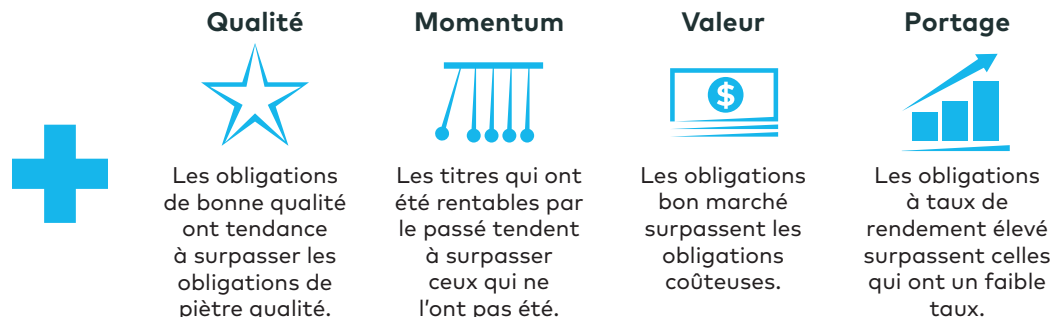 Qualité
Les obligations
de bonne qualité
ont tendance
à surpasser les
obligations de
piètre qualité.
Momentum
Les titres qui ont
été rentables par
le passé tendent
à surpasser
ceux qui ne
l'ont pas été.
Valeur
$
Les obligations
bon marché
surpassent les
obligations
coûteuses.
Portage
Les obligations
à taux de
rendement élevé
surpassent celles
qui ont un faible
taux.